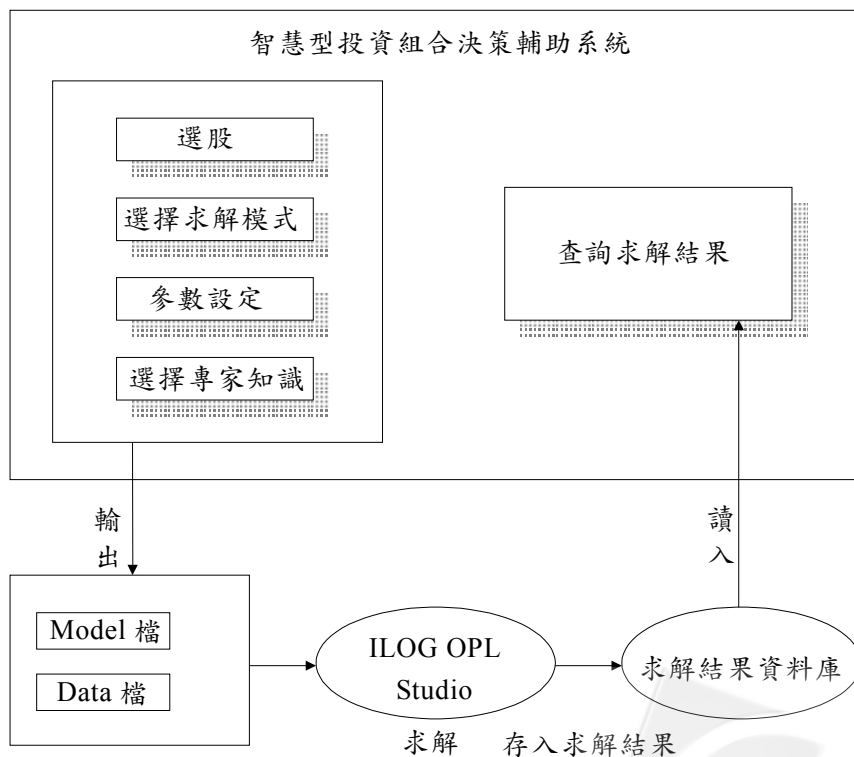 智慧型投資組合決策輔助系統
選股
選擇求解模式
參數設定
選擇專家知識
查詢求解結果
輸出
讀入
Model 檔
Data 檔
ILOG OPL
Studio
求解結果資料庫
求解
存入求解結果